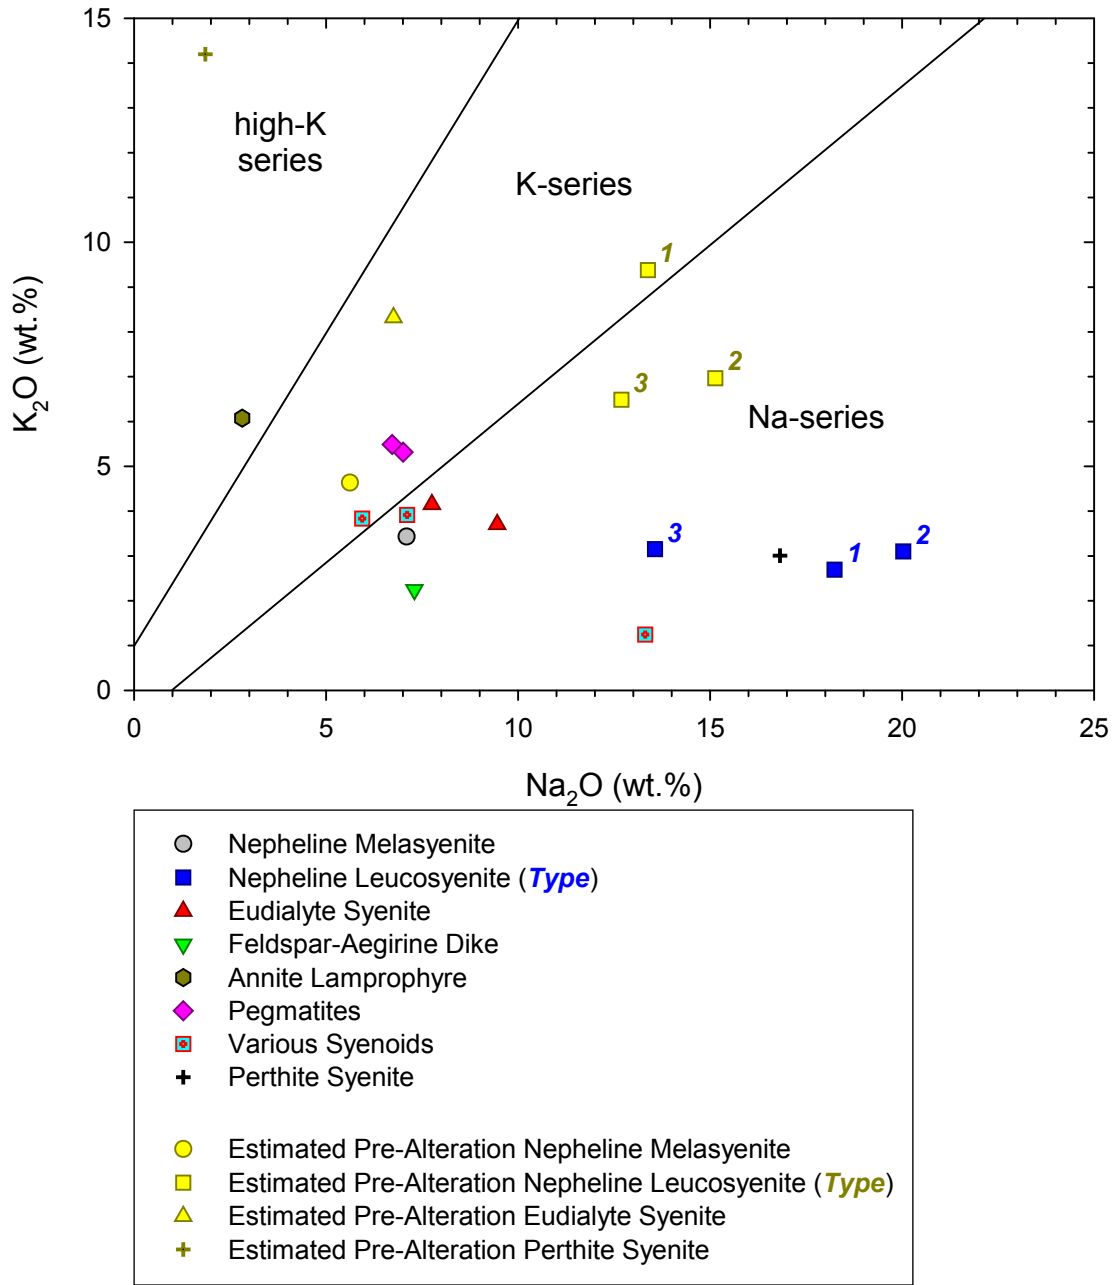 15
high-K
series
K-series
1
10
2
3
Na-series
K₂O (wt.%)
5
3
2
1
0
0 5 10 15 20 25
Na₂O (wt.%)
Nepheline Melasyenite
Nepheline Leucosyenite (Type)
Eudialyte Syenite
Feldspar-Aegirine Dike
Annite Lamprophyre
Pegmatites
Various Syenoids
Perthite Syenite
Estimated Pre-Alteration Nepheline Melasyenite
Estimated Pre-Alteration Nepheline Leucosyenite (Type)
Estimated Pre-Alteration Eudialyte Syenite
Estimated Pre-Alteration Perthite Syenite